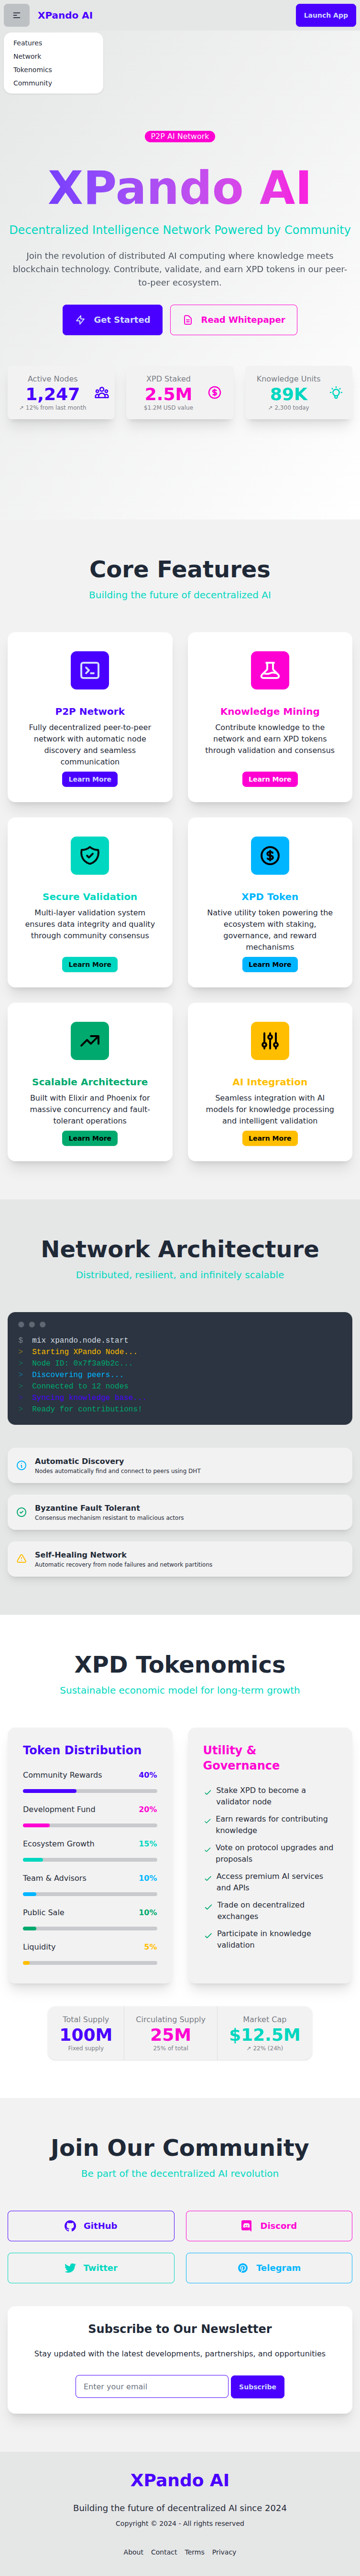 XPando AI
Launch App
Features
Network
Tokenomics
Community
P2P AI Network
XPando AI
Decentralized Intelligence Network Powered by Community
Join the revolution of distributed AI computing where knowledge meets
blockchain technology. Contribute, validate, and earn XPD tokens in our peer-
to-peer ecosystem.
Get Started
Read Whitepaper
Active Nodes
1,247
↗ 12% from last month
XPD Staked
2.5M
$1.2M USD value
Knowledge Units
89K
↗ 2,300 today
Core Features
Building the future of decentralized AI
P2P Network
Fully decentralized peer-to-peer
network with automatic node
discovery and seamless
communication
Learn More
Knowledge Mining
Contribute knowledge to the
network and earn XPD tokens
through validation and consensus
Learn More
Secure Validation
Multi-layer validation system
ensures data integrity and quality
through community consensus
Learn More
XPD Token
Native utility token powering the
ecosystem with staking,
governance, and reward
mechanisms
Learn More
Scalable Architecture
Built with Elixir and Phoenix for
massive concurrency and fault-
tolerant operations
Learn More
AI Integration
Seamless integration with AI
models for knowledge processing
and intelligent validation
Learn More
Network Architecture
Distributed, resilient, and infinitely scalable
$ mix xpando.node.start
> Starting XPando Node...
> Node ID: 0x7f3a9b2c...
> Discovering peers...
> Connected to 12 nodes
>
> Ready for contributions!
Automatic Discovery
Nodes automatically find and connect to peers using DHT
Byzantine Fault Tolerant
Consensus mechanism resistant to malicious actors
Self-Healing Network
Automatic recovery from node failures and network partitions
XPD Tokenomics
Sustainable economic model for long-term growth
Token Distribution
Community Rewards 40%
Development Fund 20%
Ecosystem Growth 15%
Team & Advisors 10%
Public Sale 10%
Liquidity 5%
Utility &
Governance
Stake XPD to become a
validator node
Earn rewards for contributing
knowledge
Vote on protocol upgrades and
proposals
Access premium AI services
and APIs
Trade on decentralized
exchanges
Participate in knowledge
validation
Total Supply
100M
Fixed supply
Circulating Supply
25M
25% of total
Market Cap
$12.5M
↗ 22% (24h)
Join Our Community
Be part of the decentralized AI revolution
GitHub
Discord
Twitter
Telegram
Subscribe to Our Newsletter
Stay updated with the latest developments, partnerships, and opportunities
Enter your email
Subscribe
XPando AI
Building the future of decentralized AI since 2024
Copyright © 2024 - All rights reserved
About Contact Terms Privacy